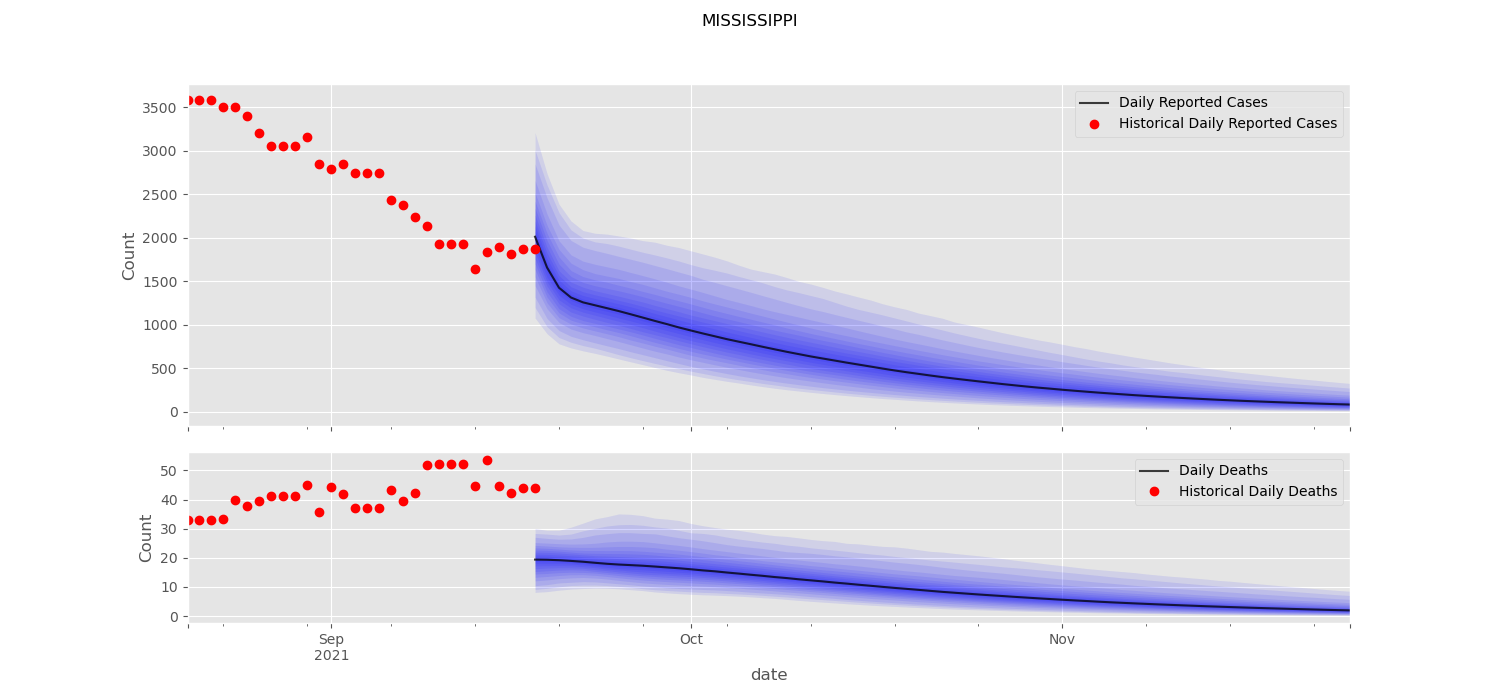 MISSISSIPPI
Daily Reported Cases
Historical Daily Reported Cases
3500
3000
2500
2000
1500
1000
500
0
Count
Daily Deaths
Historical Daily Deaths
50
40
30
20
10
0
Count
Sep
2021
Oct
Nov
date